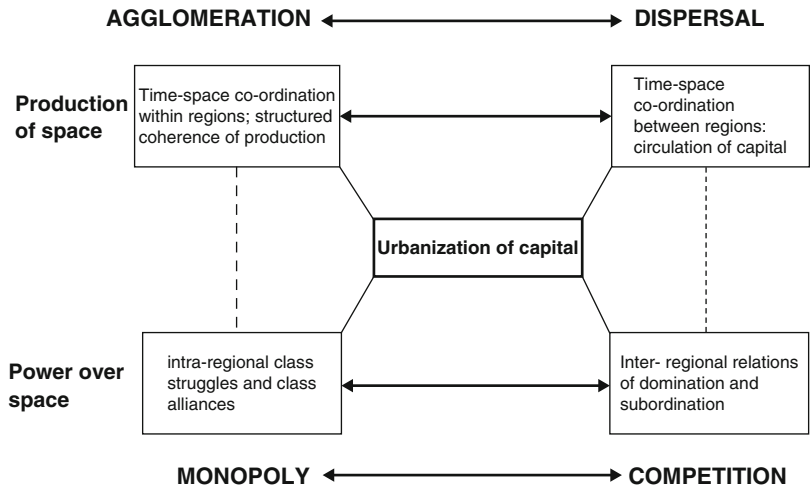 AGGLOMERATION DISPERSAL
Production
of space
Time-space co-ordination
within regions; structured
coherence of production
Time-space
co-ordination
between regions:
circulation of capital
Urbanization of capital
Power over
space
intra-regional class
struggles and class
alliances
Inter- regional relations
of domination and
subordination
MONOPOLY COMPETITION